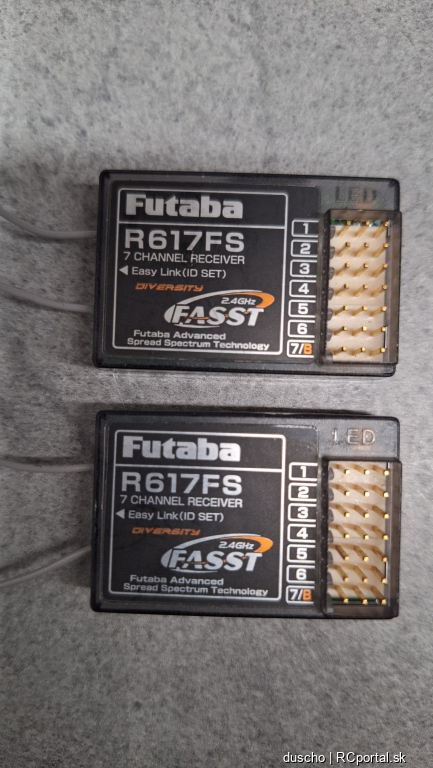 LED
Futaba
R617FS
7 CHANNEL RECEIVER
◀ Easy Link(ID SET)
DIVERSITY
2.4GHz
FASST
Futaba Advanced
Spread Spectrum Technology
1
2
3
4
5
6
7/B
LED
Futaba
R617FS
7 CHANNEL RECEIVER
◀ Easy Link(ID SET)
DIVERSITY
2.4GHz
FASST
Futaba Advanced
Spread Spectrum Technology
1
2
3
4
5
6
7/B
duscho | RCportal.sk